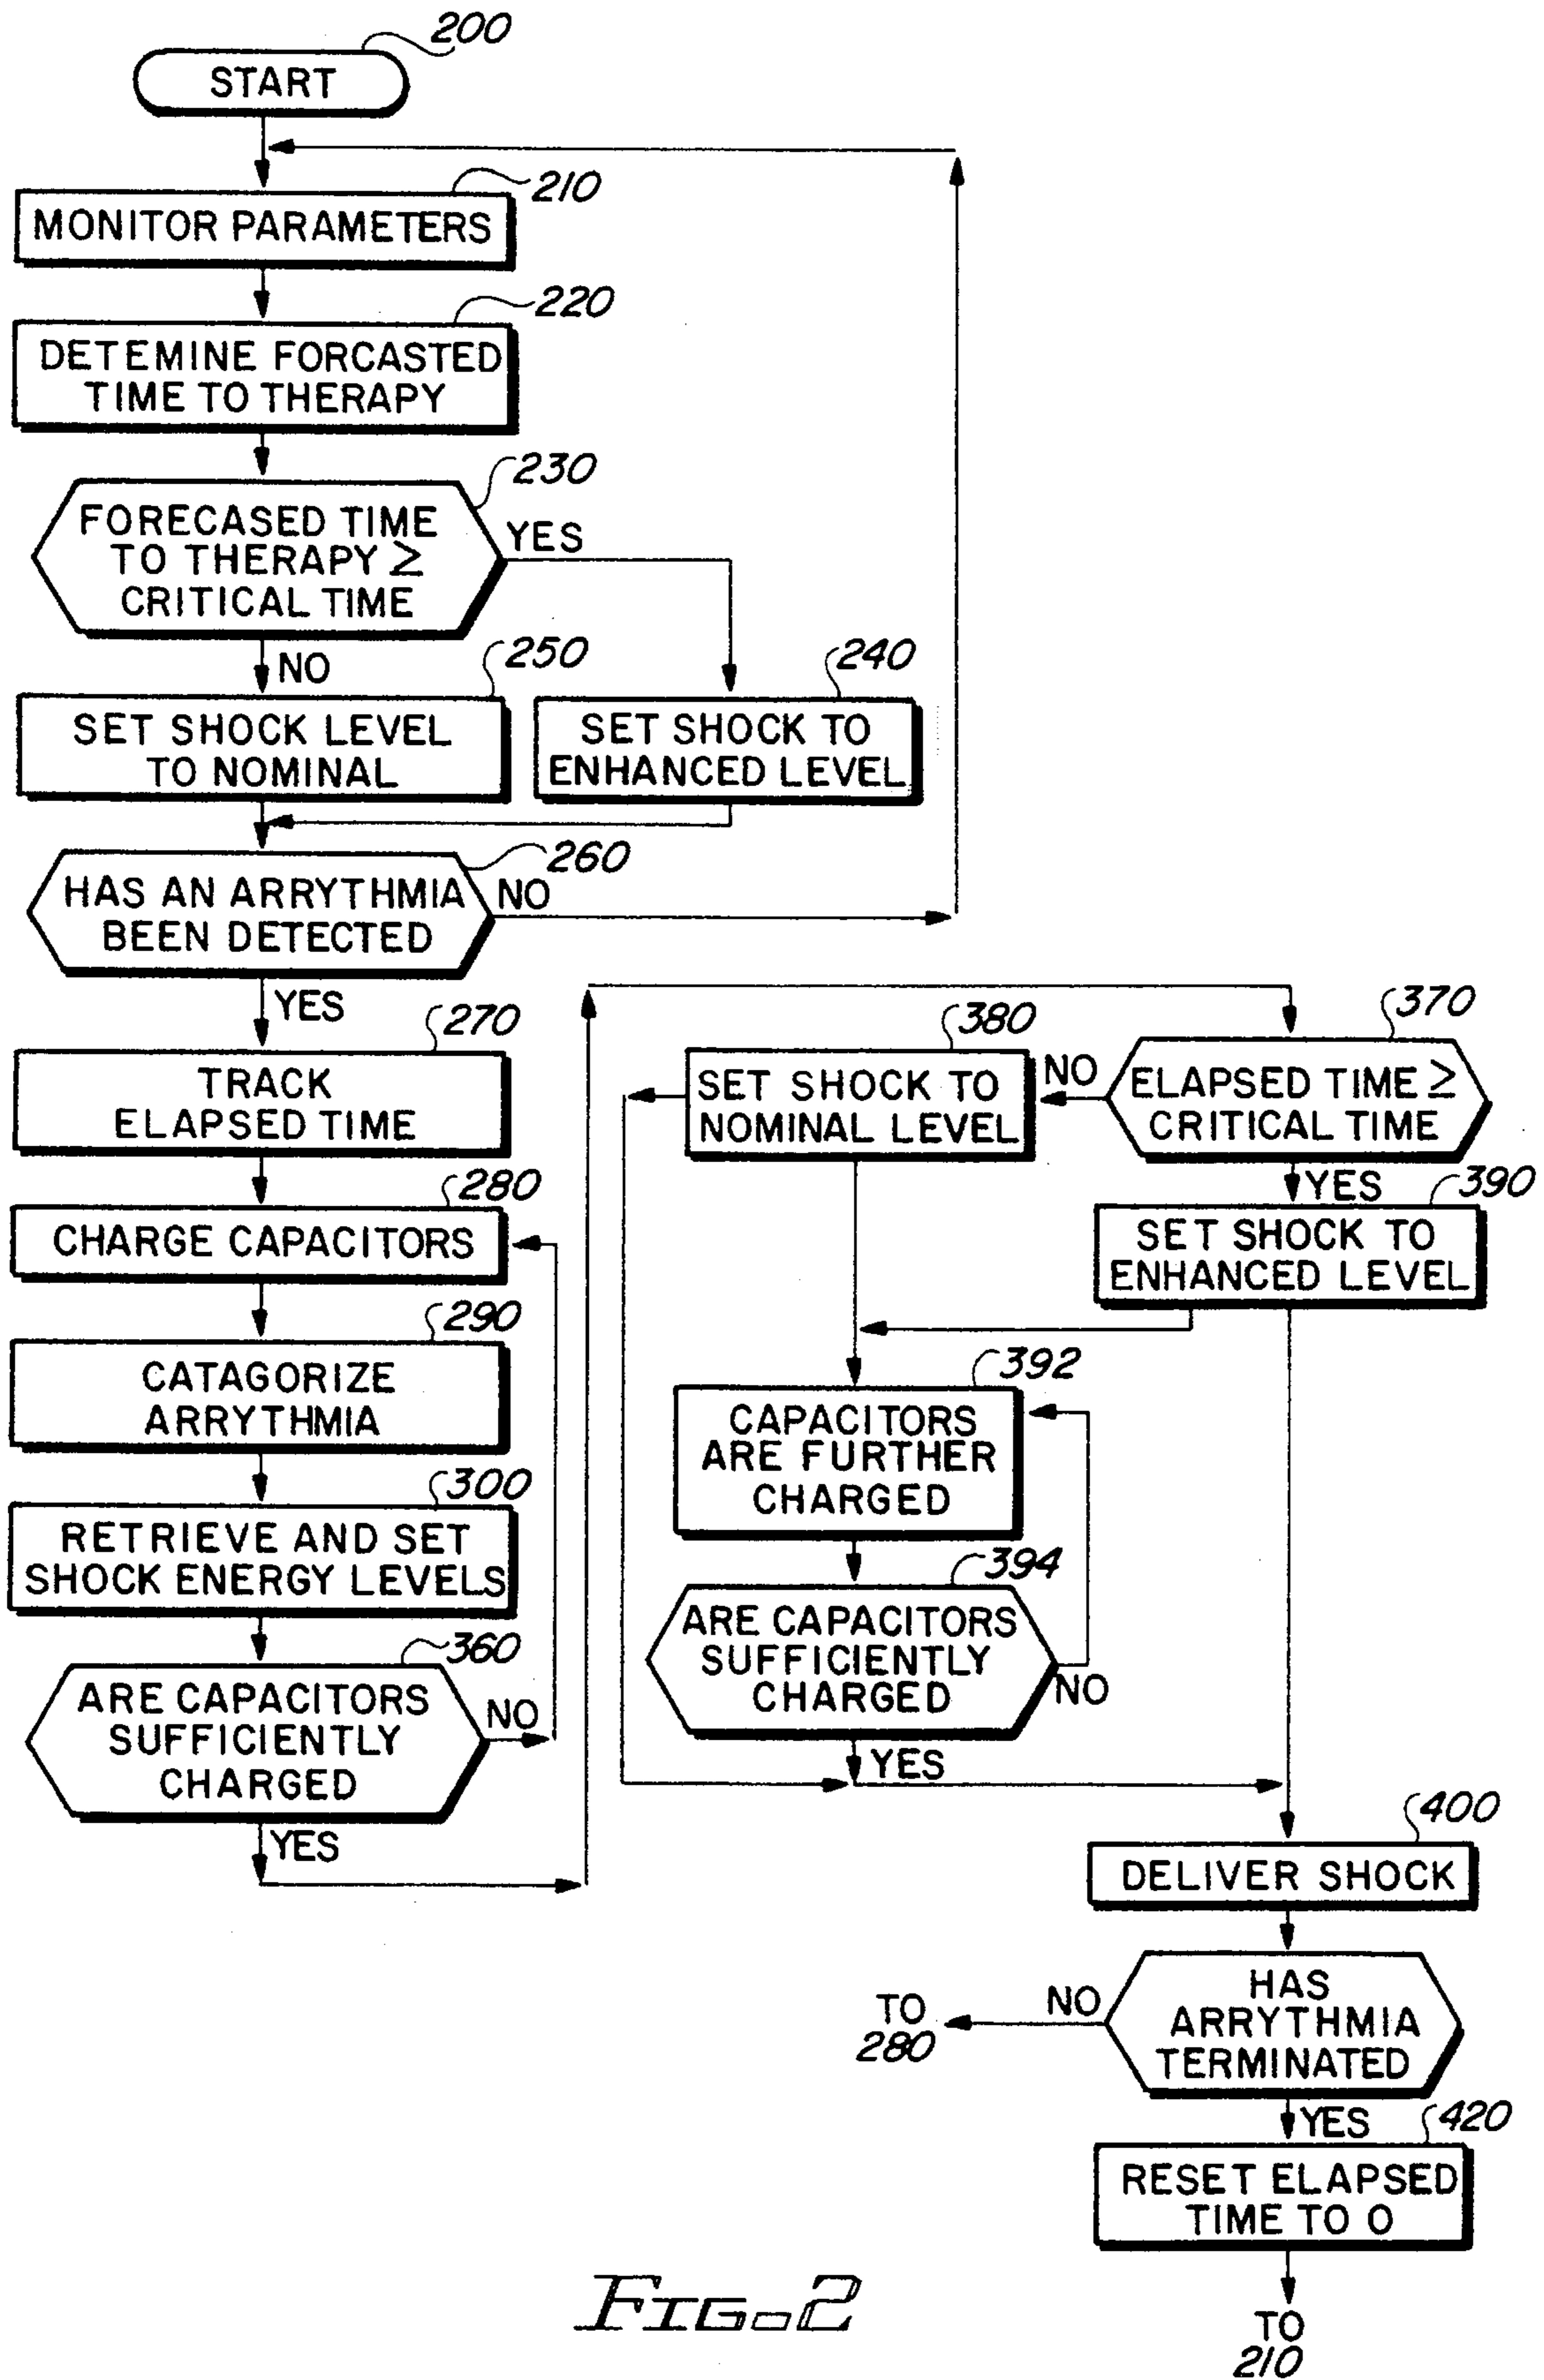 200
START
210
MONITOR PARAMETERS
220
DETEMINE FORCASTED
TIME TO THERAPY
230
FORECASED TIME
TO THERAPY ≥
CRITICAL TIME
YES
NO
250
SET SHOCK LEVEL
TO NOMINAL
240
SET SHOCK TO
ENHANCED LEVEL
260
HAS AN ARRYTHMIA
BEEN DETECTED
NO
YES
270
TRACK
ELAPSED TIME
280
CHARGE CAPACITORS
290
CATAGORIZE
ARRYTHMIA
300
RETRIEVE AND SET
SHOCK ENERGY LEVELS
360
ARE CAPACITORS
SUFFICIENTLY
CHARGED
NO
YES
370
ELAPSED TIME ≥
CRITICAL TIME
NO
380
SET SHOCK TO
NOMINAL LEVEL
YES
390
SET SHOCK TO
ENHANCED LEVEL
392
CAPACITORS
ARE FURTHER
CHARGED
394
ARE CAPACITORS
SUFFICIENTLY
CHARGED
NO
YES
400
DELIVER SHOCK
HAS
ARRYTHMIA
TERMINATED
NO
TO
280
YES
420
RESET ELAPSED
TIME TO 0
TO
210
FIG-2